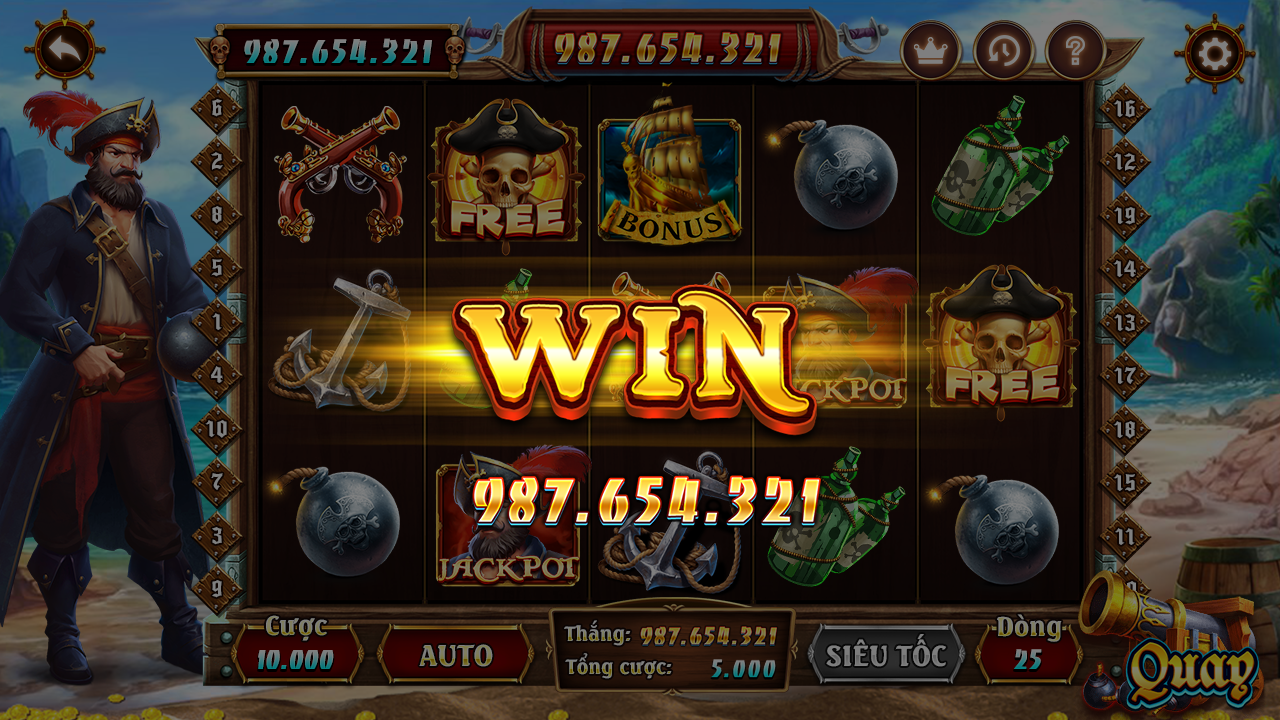 987.654.321
987.654.321
?
6
16
2
12
8
19
FREE
BONUS
5
14
1
13
WIN
4
17
JACKPOT
FREE
10
18
7
15
987.654.321
3
11
JACKPOT
9
Cược
10.000
AUTO
Thắng: 987.654.321
Tổng cược: 5.000
SIÊU TỐC
Dòng
25
Quay